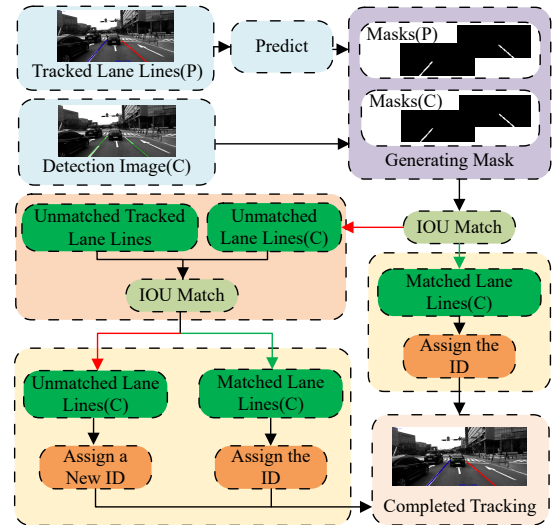 Tracked Lane Lines(P)
Predict
Masks(P)
Masks(C)
Generating Mask
Detection Image(C)
IOU Match
Unmatched Tracked
Lane Lines
Unmatched
Lane Lines(C)
IOU Match
Matched Lane
Lines(C)
Assign the
ID
Unmatched Lane
Lines(C)
Matched Lane
Lines(C)
Assign a
New ID
Assign the
ID
Completed Tracking